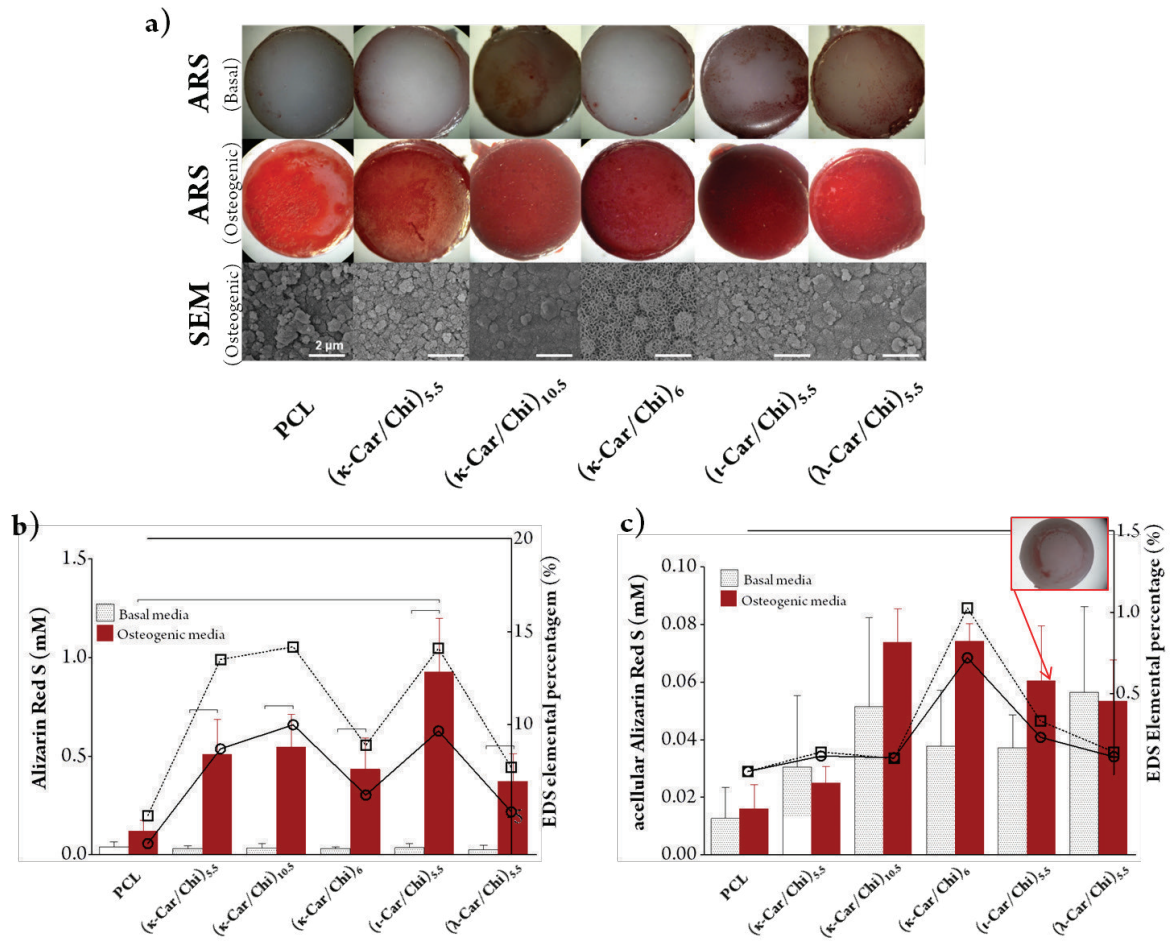 a)
ARS
(Basal)
ARS
(Osteogenic)
SEM
(Osteogenic)
2 µm
PCL
(κ-Car/Chi)5.5
(κ-Car/Chi)10.5
(κ-Car/Chi)6
(ι-Car/Chi)5.5
(λ-Car/Chi)5.5
b)
Alizarin Red S (mM)
1.5
1.0
0.5
0.0
Basal media
Osteogenic media
20
15
10
5
EDS elemental percentagem (%)
PCL
(κ-Car/Chi)5.5
(κ-Car/Chi)10.5
(κ-Car/Chi)6
(ι-Car/Chi)5.5
(λ-Car/Chi)5.5
c)
acellular Alizarin Red S (mM)
0.10
0.08
0.06
0.04
0.02
0.00
Basal media
Osteogenic media
1.5
1.0
0.5
EDS Elemental percentage (%)
PCL
(κ-Car/Chi)5.5
(κ-Car/Chi)10.5
(κ-Car/Chi)6
(ι-Car/Chi)5.5
(λ-Car/Chi)5.5